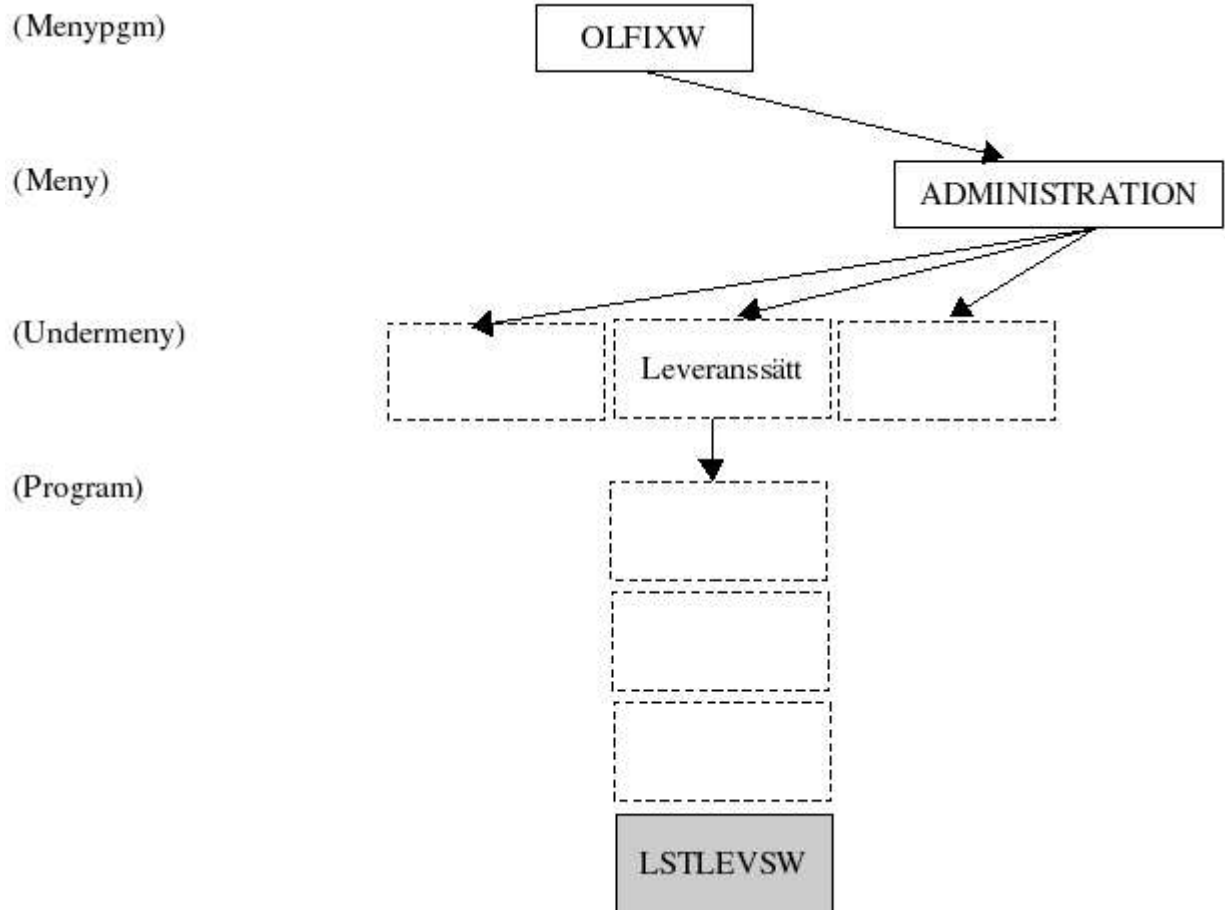 (Menypgm)
OLFIXW
(Meny)
ADMINISTRATION
(Undermeny)
Leveranssätt
(Program)
LSTLEVSW